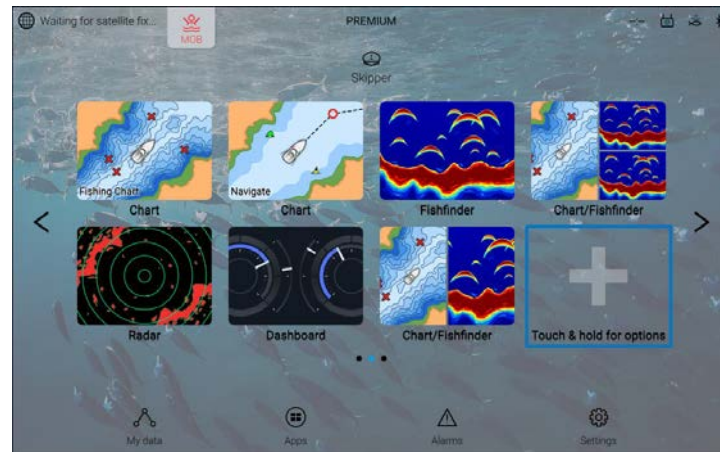 Waiting for satellite fix...
MOB
PREMIUM
--
Skipper
Fishing Chart
Navigate
Chart
Chart
Fishfinder
Chart/Fishfinder
Radar
Dashboard
Chart/Fishfinder
Touch & hold for options
My data
Apps
Alarms
Settings